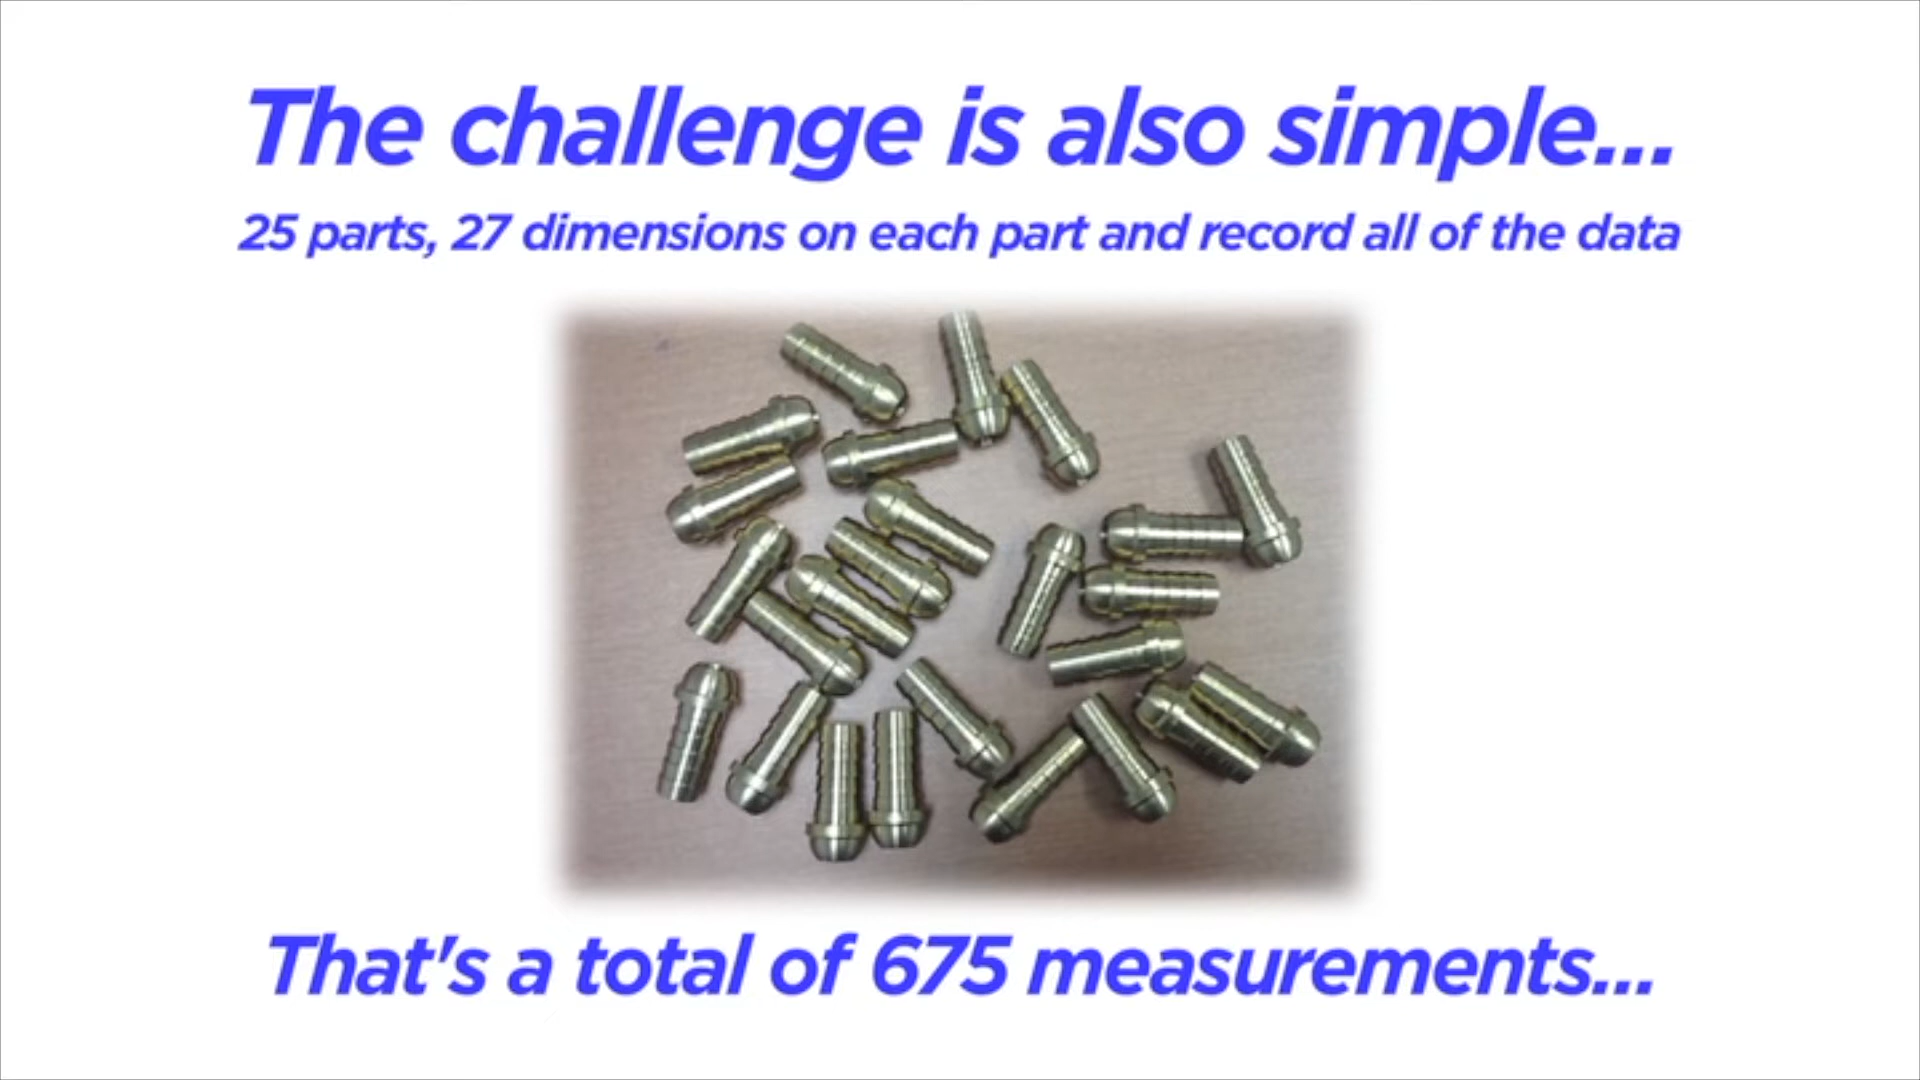 The challenge is also simple...
25 parts, 27 dimensions on each part and record all of the data
That's a total of 675 measurements...